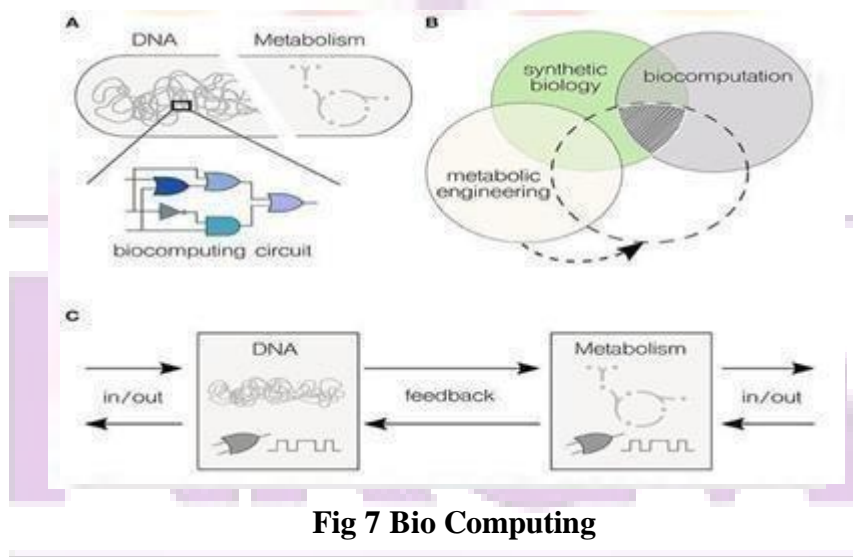 A
DNA
Metabolism
biocomputing circuit
B
synthetic
biology
biocomputation
metabolic
engineering
C
DNA
Metabolism
in/out
feedback
in/out
Fig 7 Bio Computing